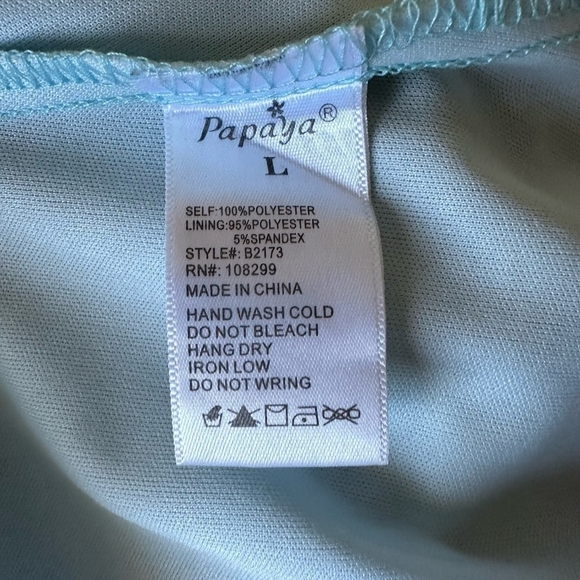 Papaya®
L
SELF:100%POLYESTER
LINING:95%POLYESTER
5%SPANDEX
STYLE#: B2173
RN#: 108299
MADE IN CHINA
HAND WASH COLD
DO NOT BLEACH
HANG DRY
IRON LOW
DO NOT WRING